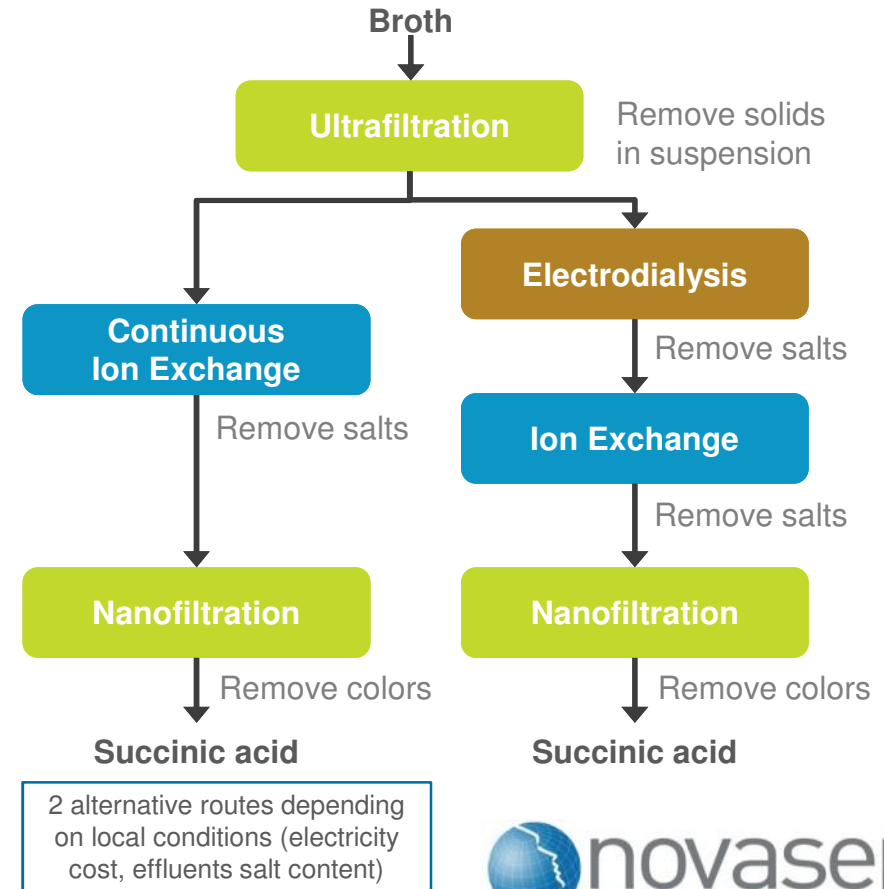 Broth
Ultrafiltration
Remove solids
in suspension
Electrodialysis
Continuous
Ion Exchange
Remove salts
Remove salts
Ion Exchange
Remove salts
Nanofiltration
Nanofiltration
Remove colors
Remove colors
Succinic acid
Succinic acid
2 alternative routes depending
on local conditions (electricity
cost, effluents salt content)